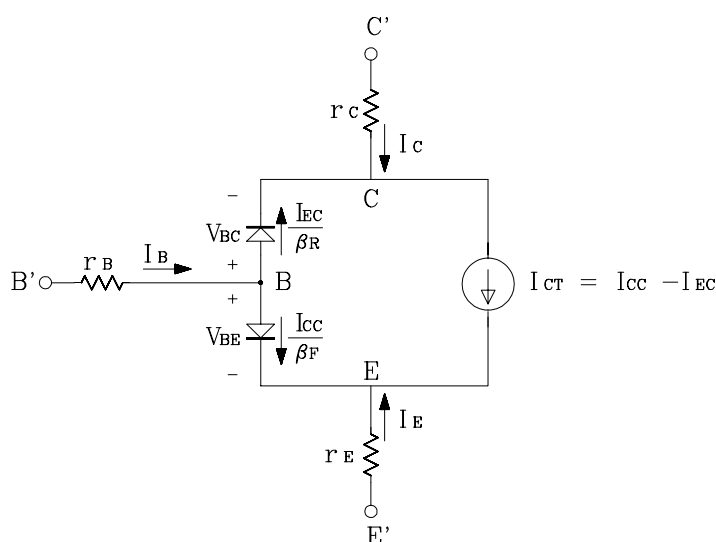 C'
rC
IC
−
C
VBC
IEC
βR
rB
IB
+
B'
B
ICT = ICC −IEC
+
VBE
ICC
βF
−
E
IE
rE
E'